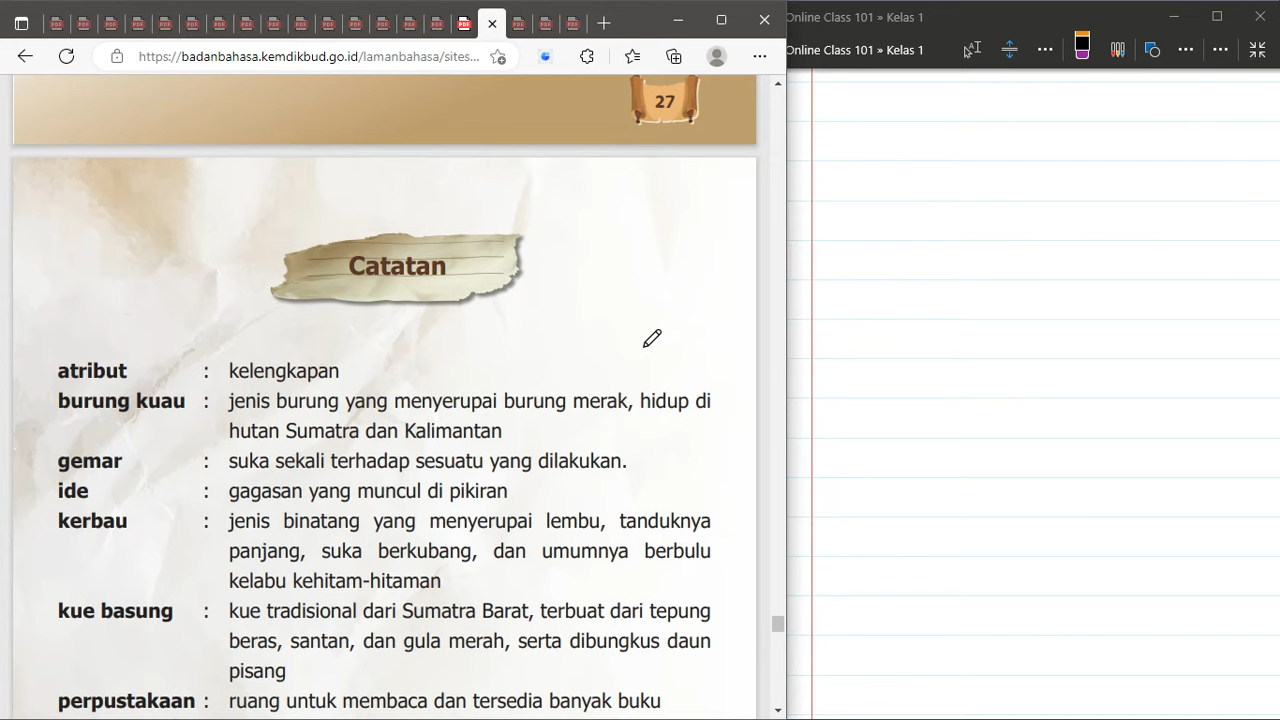 Online Class 101 » Kelas 1
https://badanbahasa.kemdikbud.go.id/lamanbahasa/sites...
Online Class 101 » Kelas 1
27
Catatan
atribut : kelengkapan
burung kuau : jenis burung yang menyerupai burung merak, hidup di
hutan Sumatra dan Kalimantan
gemar : suka sekali terhadap sesuatu yang dilakukan.
ide : gagasan yang muncul di pikiran
kerbau : jenis binatang yang menyerupai lembu, tanduknya
panjang, suka berkubang, dan umumnya berbulu
kelabu kehitam-hitaman
kue basung : kue tradisional dari Sumatra Barat, terbuat dari tepung
beras, santan, dan gula merah, serta dibungkus daun
pisang
perpustakaan : ruang untuk membaca dan tersedia banyak buku